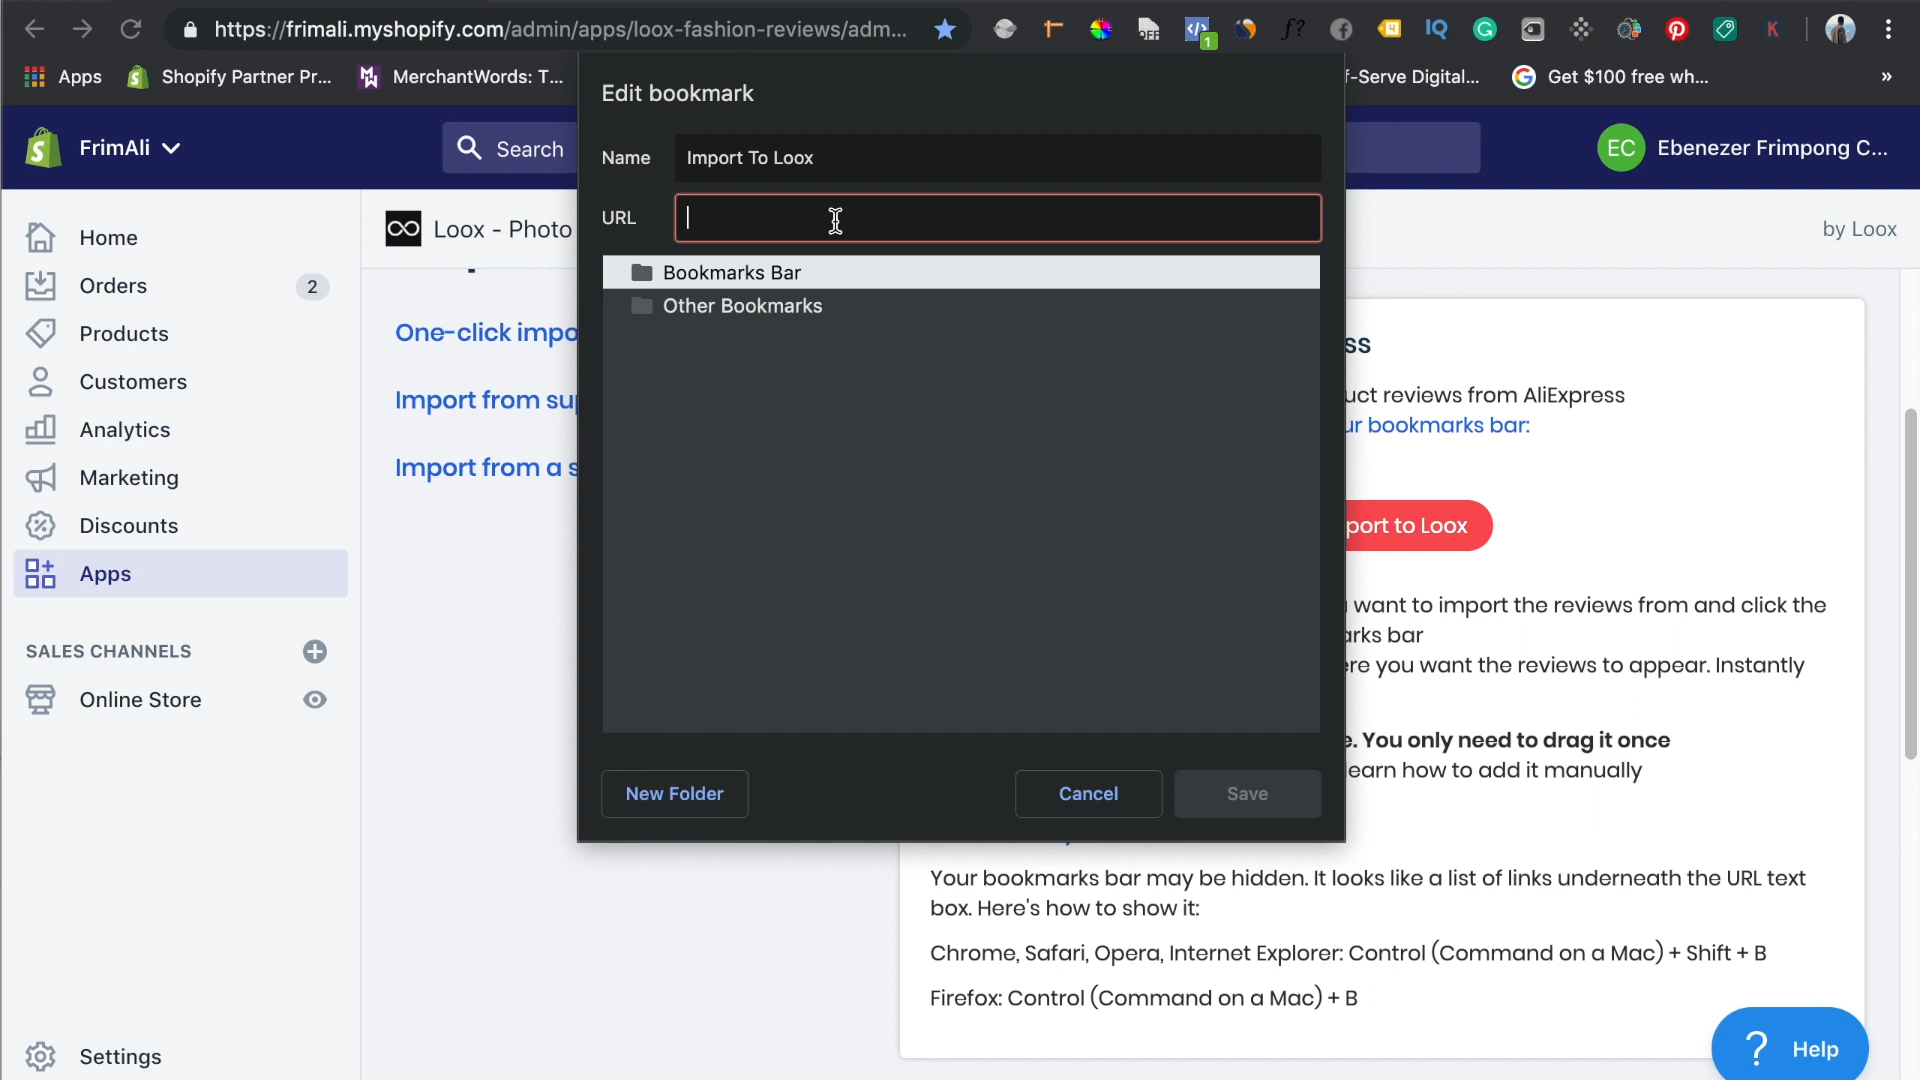 https://frimali.myshopify.com/admin/apps/loox-fashion-reviews/adm...
Apps
Shopify Partner Pr...
MerchantWords: T...
f-Serve Digital...
Get $100 free wh...
»
FrimAli
Search
EC
Ebenezer Frimpong C...
Edit bookmark
Name
Import To Loox
URL
Bookmarks Bar
Other Bookmarks
New Folder
Cancel
Save
Home
Orders
2
Products
Customers
Analytics
Marketing
Discounts
Apps
SALES CHANNELS
Online Store
Settings
Loox - Photo
by Loox
One-click impo
Import from su
Import from a s
ss
uct reviews from AliExpress
ur bookmarks bar:
port to Loox
want to import the reviews from and click the
arks bar
ere you want the reviews to appear. Instantly
e. You only need to drag it once
earn how to add it manually
Your bookmarks bar may be hidden. It looks like a list of links underneath the URL text
box. Here's how to show it:
Chrome, Safari, Opera, Internet Explorer: Control (Command on a Mac) + Shift + B
Firefox: Control (Command on a Mac) + B
? Help